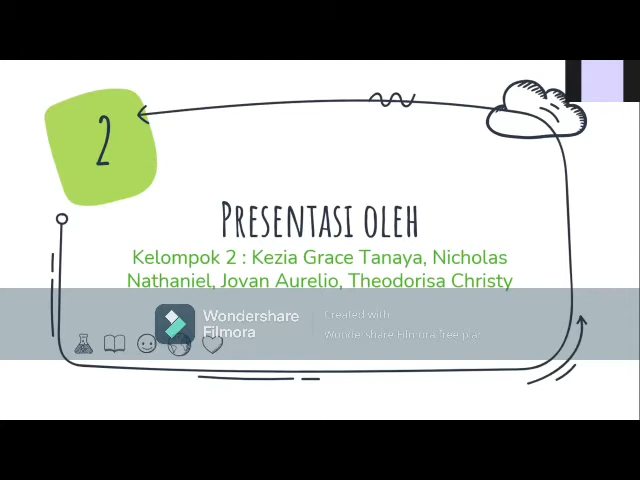 2
PRESENTASI OLEH
Kelompok 2 : Kezia Grace Tanaya, Nicholas
Nathaniel, Jovan Aurelio, Theodorisa Christy
Wondershare
Filmora
Created with
Wondershare Filmora free plan